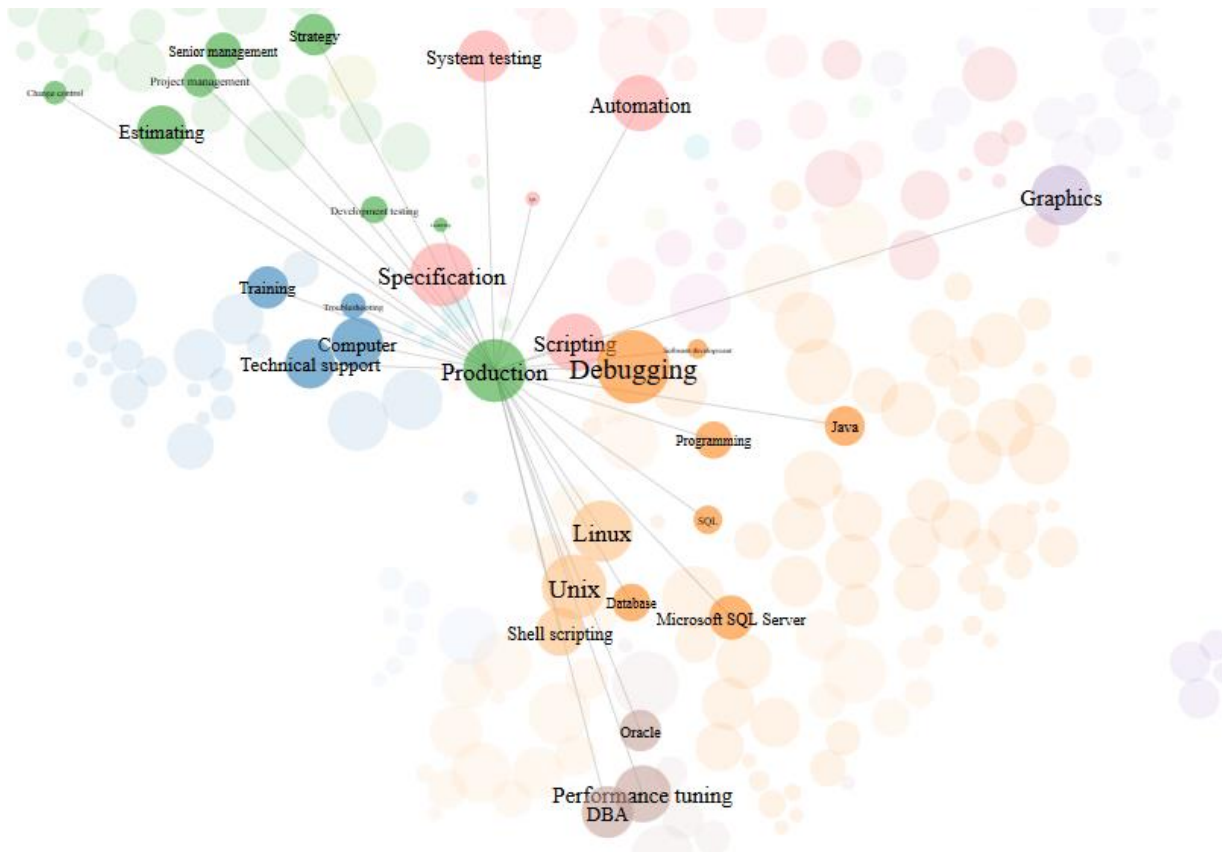 Strategy
Senior management
System testing
Project management
Change control
Automation
Estimating
Graphics
Development testing
Specification
Training
Troubleshooting
Scripting
Computer
Software development
Technical support
Production
Debugging
Java
Programming
SQL
Linux
Unix
Database
Microsoft SQL Server
Shell scripting
Oracle
Performance tuning
DBA